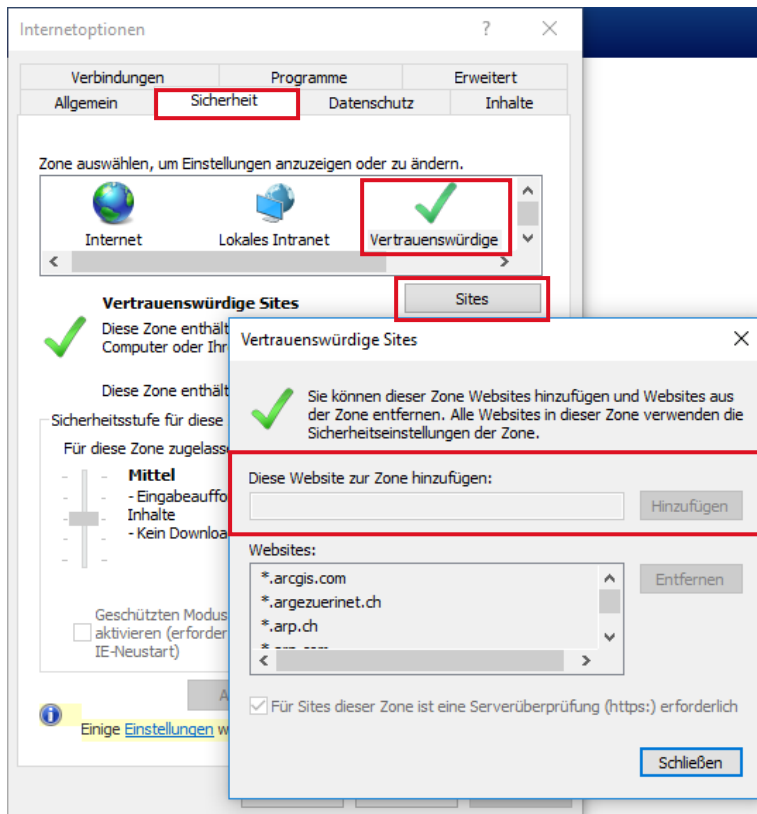 Internetoptionen
?
Verbindungen Programme Erweitert
Allgemein Sicherheit Datenschutz Inhalte
Zone auswählen, um Einstellungen anzuzeigen oder zu ändern.
Internet Lokales Intranet Vertrauenswürdige
Sites
Vertrauenswürdige Sites
Diese Zone enthält
Computer oder Ihr
Diese Zone enthält
Sicherheitsstufe für diese
Für diese Zone zugelass
Mittel
- Eingabeauffo
Inhalte
- Kein Downloa
Geschützten Modus
aktivieren (erforder
IE-Neustart)
Einige Einstellungen w
Vertrauenswürdige Sites
Sie können dieser Zone Websites hinzufügen und Websites aus
der Zone entfernen. Alle Websites in dieser Zone verwenden die
Sicherheitseinstellungen der Zone.
Diese Website zur Zone hinzufügen:
Hinzufügen
Websites:
*.arcgis.com
*.argezuerinet.ch
*.arp.ch
Entfernen
Für Sites dieser Zone ist eine Serverüberprüfung (https:) erforderlich
Schließen